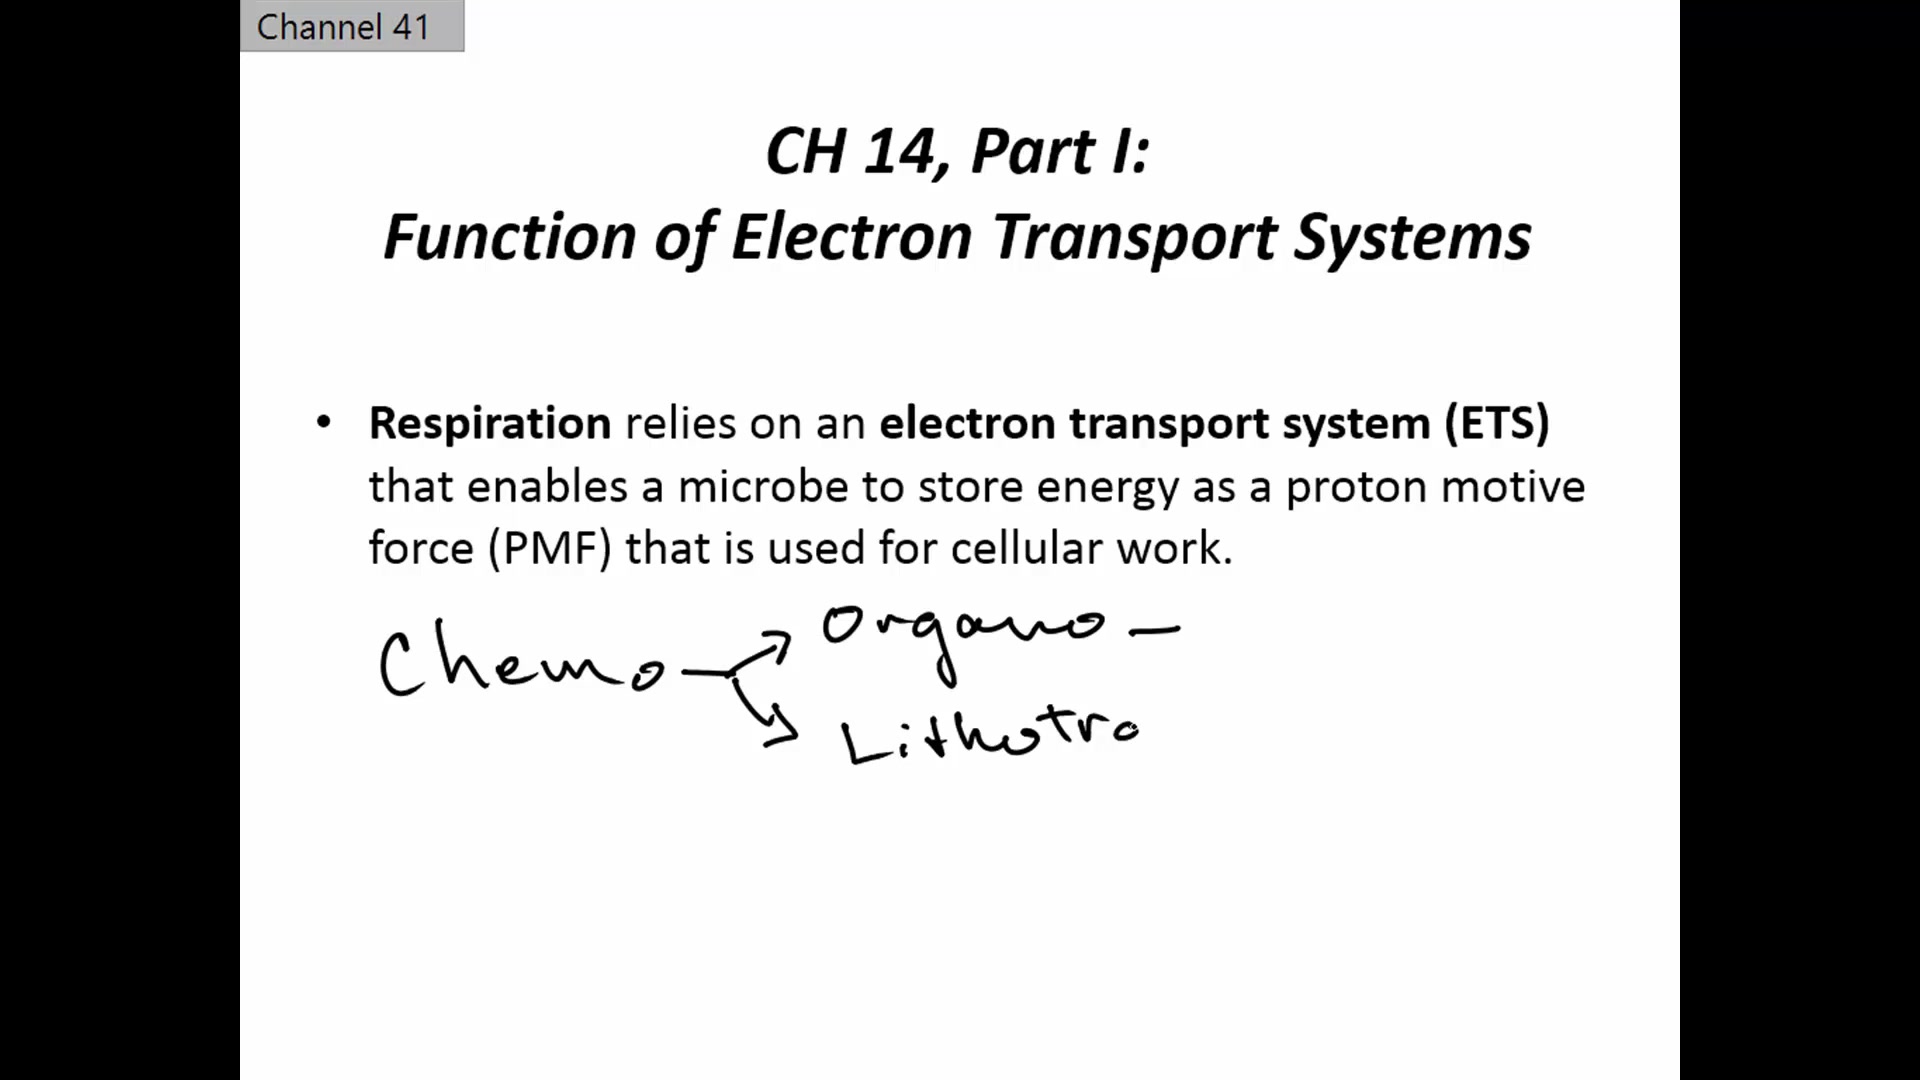 Channel 41
CH 14, Part I:
Function of Electron Transport Systems
• Respiration relies on an electron transport system (ETS)
that enables a microbe to store energy as a proton motive
force (PMF) that is used for cellular work.
Organo –
Chemo
Lithotro